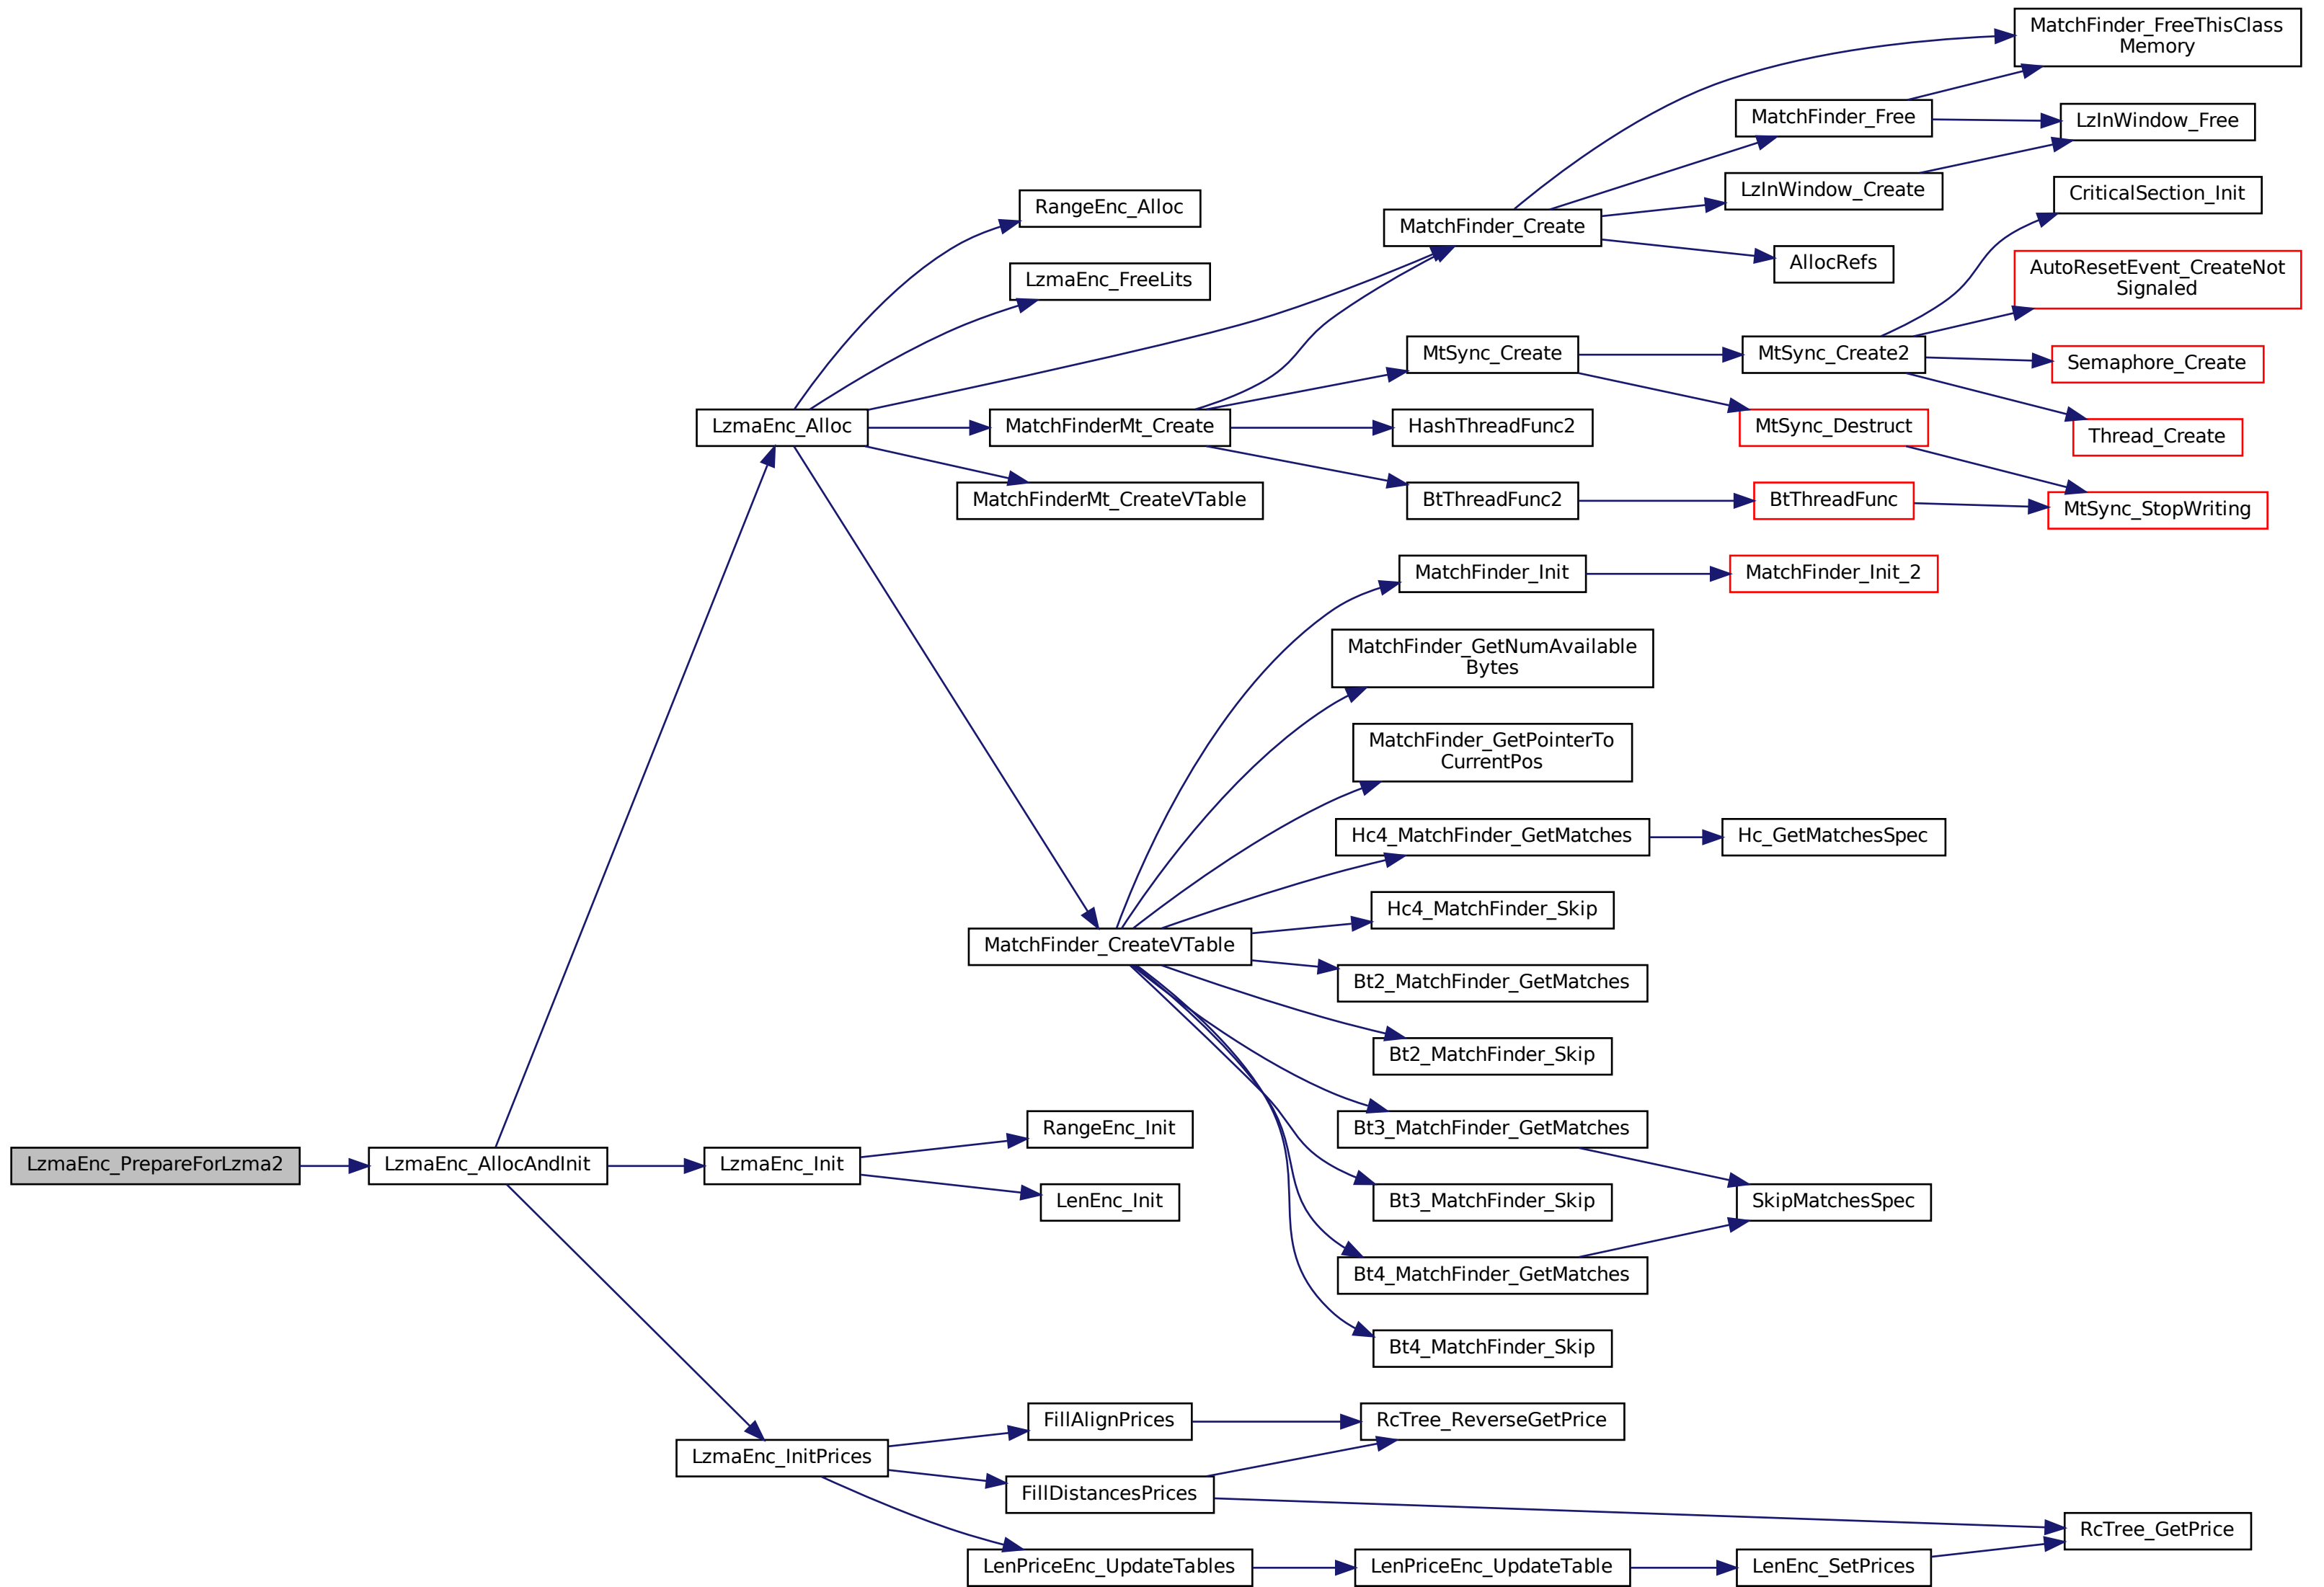 MatchFinder_FreeThisClass
Memory
MatchFinder_Free
LzInWindow_Free
LzInWindow_Create
CriticalSection_Init
RangeEnc_Alloc
MatchFinder_Create
AllocRefs
LzmaEnc_FreeLits
AutoResetEvent_CreateNot
Signaled
MtSync_Create
MtSync_Create2
Semaphore_Create
LzmaEnc_Alloc
MatchFinderMt_Create
HashThreadFunc2
MtSync_Destruct
Thread_Create
MatchFinderMt_CreateVTable
BtThreadFunc2
BtThreadFunc
MtSync_StopWriting
MatchFinder_Init
MatchFinder_Init_2
MatchFinder_GetNumAvailable
Bytes
MatchFinder_GetPointerTo
CurrentPos
Hc4_MatchFinder_GetMatches
Hc_GetMatchesSpec
Hc4_MatchFinder_Skip
MatchFinder_CreateVTable
Bt2_MatchFinder_GetMatches
Bt2_MatchFinder_Skip
Bt3_MatchFinder_GetMatches
RangeEnc_Init
LzmaEnc_PrepareForLzma2
LzmaEnc_AllocAndInit
LzmaEnc_Init
LenEnc_Init
Bt3_MatchFinder_Skip
SkipMatchesSpec
Bt4_MatchFinder_GetMatches
Bt4_MatchFinder_Skip
FillAlignPrices
RcTree_ReverseGetPrice
LzmaEnc_InitPrices
FillDistancesPrices
RcTree_GetPrice
LenPriceEnc_UpdateTables
LenPriceEnc_UpdateTable
LenEnc_SetPrices